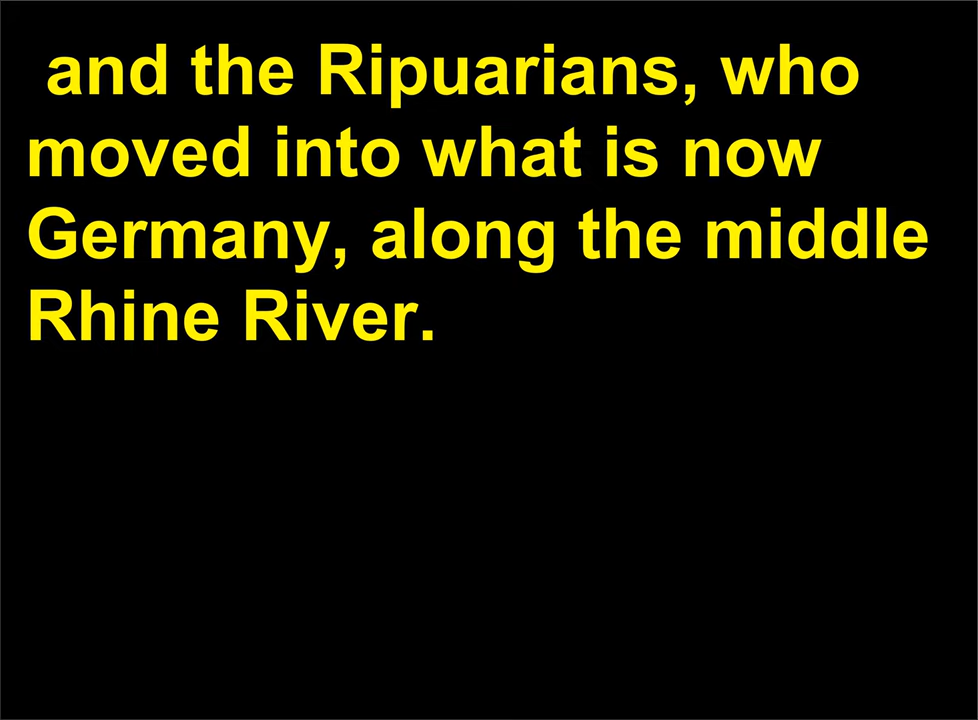 and the Ripuarians, who
moved into what is now
Germany, along the middle
Rhine River.